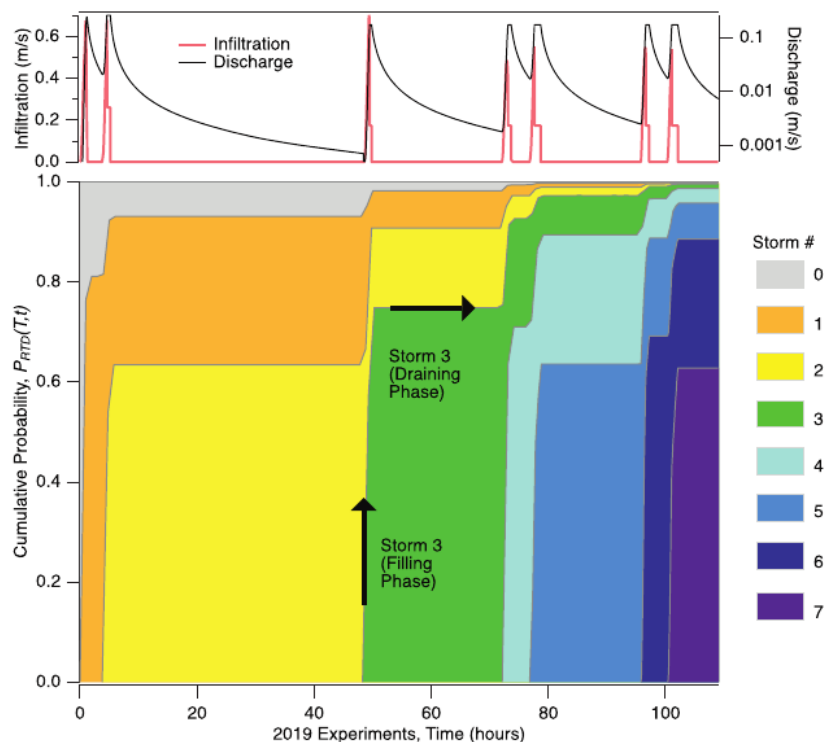 0.6
0.4
0.2
0.0
Infiltration (m/s)
Infiltration
Discharge
0.1
0.01
0.001
Discharge (m/s)
1.0
0.8
0.6
0.4
0.2
0.0
Cumulative Probability, P_RTD(T,t)
Storm 3
(Draining
Phase)
Storm 3
(Filling
Phase)
0 20 40 60 80 100
2019 Experiments, Time (hours)
Storm #
0
1
2
3
4
5
6
7